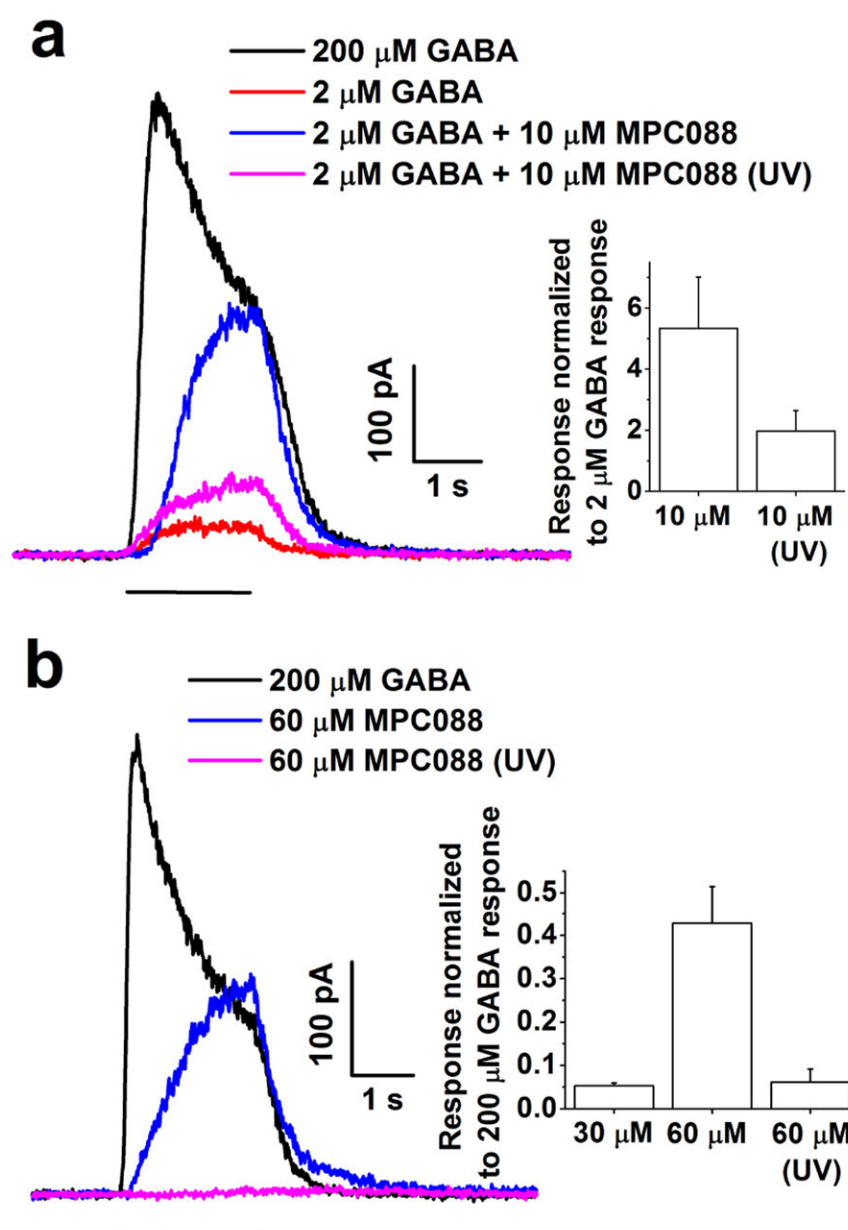 a
200 μM GABA
2 μM GABA
2 μM GABA + 10 μM MPC088
2 μM GABA + 10 μM MPC088 (UV)
100 pA
1 s
Response normalized
to 2 μM GABA response
6
4
2
0
10 μM
10 μM
(UV)
b
200 μM GABA
60 μM MPC088
60 μM MPC088 (UV)
100 pA
1 s
Response normalized
to 200 μM GABA response
0.5
0.4
0.3
0.2
0.1
0.0
30 μM
60 μM
60 μM
(UV)